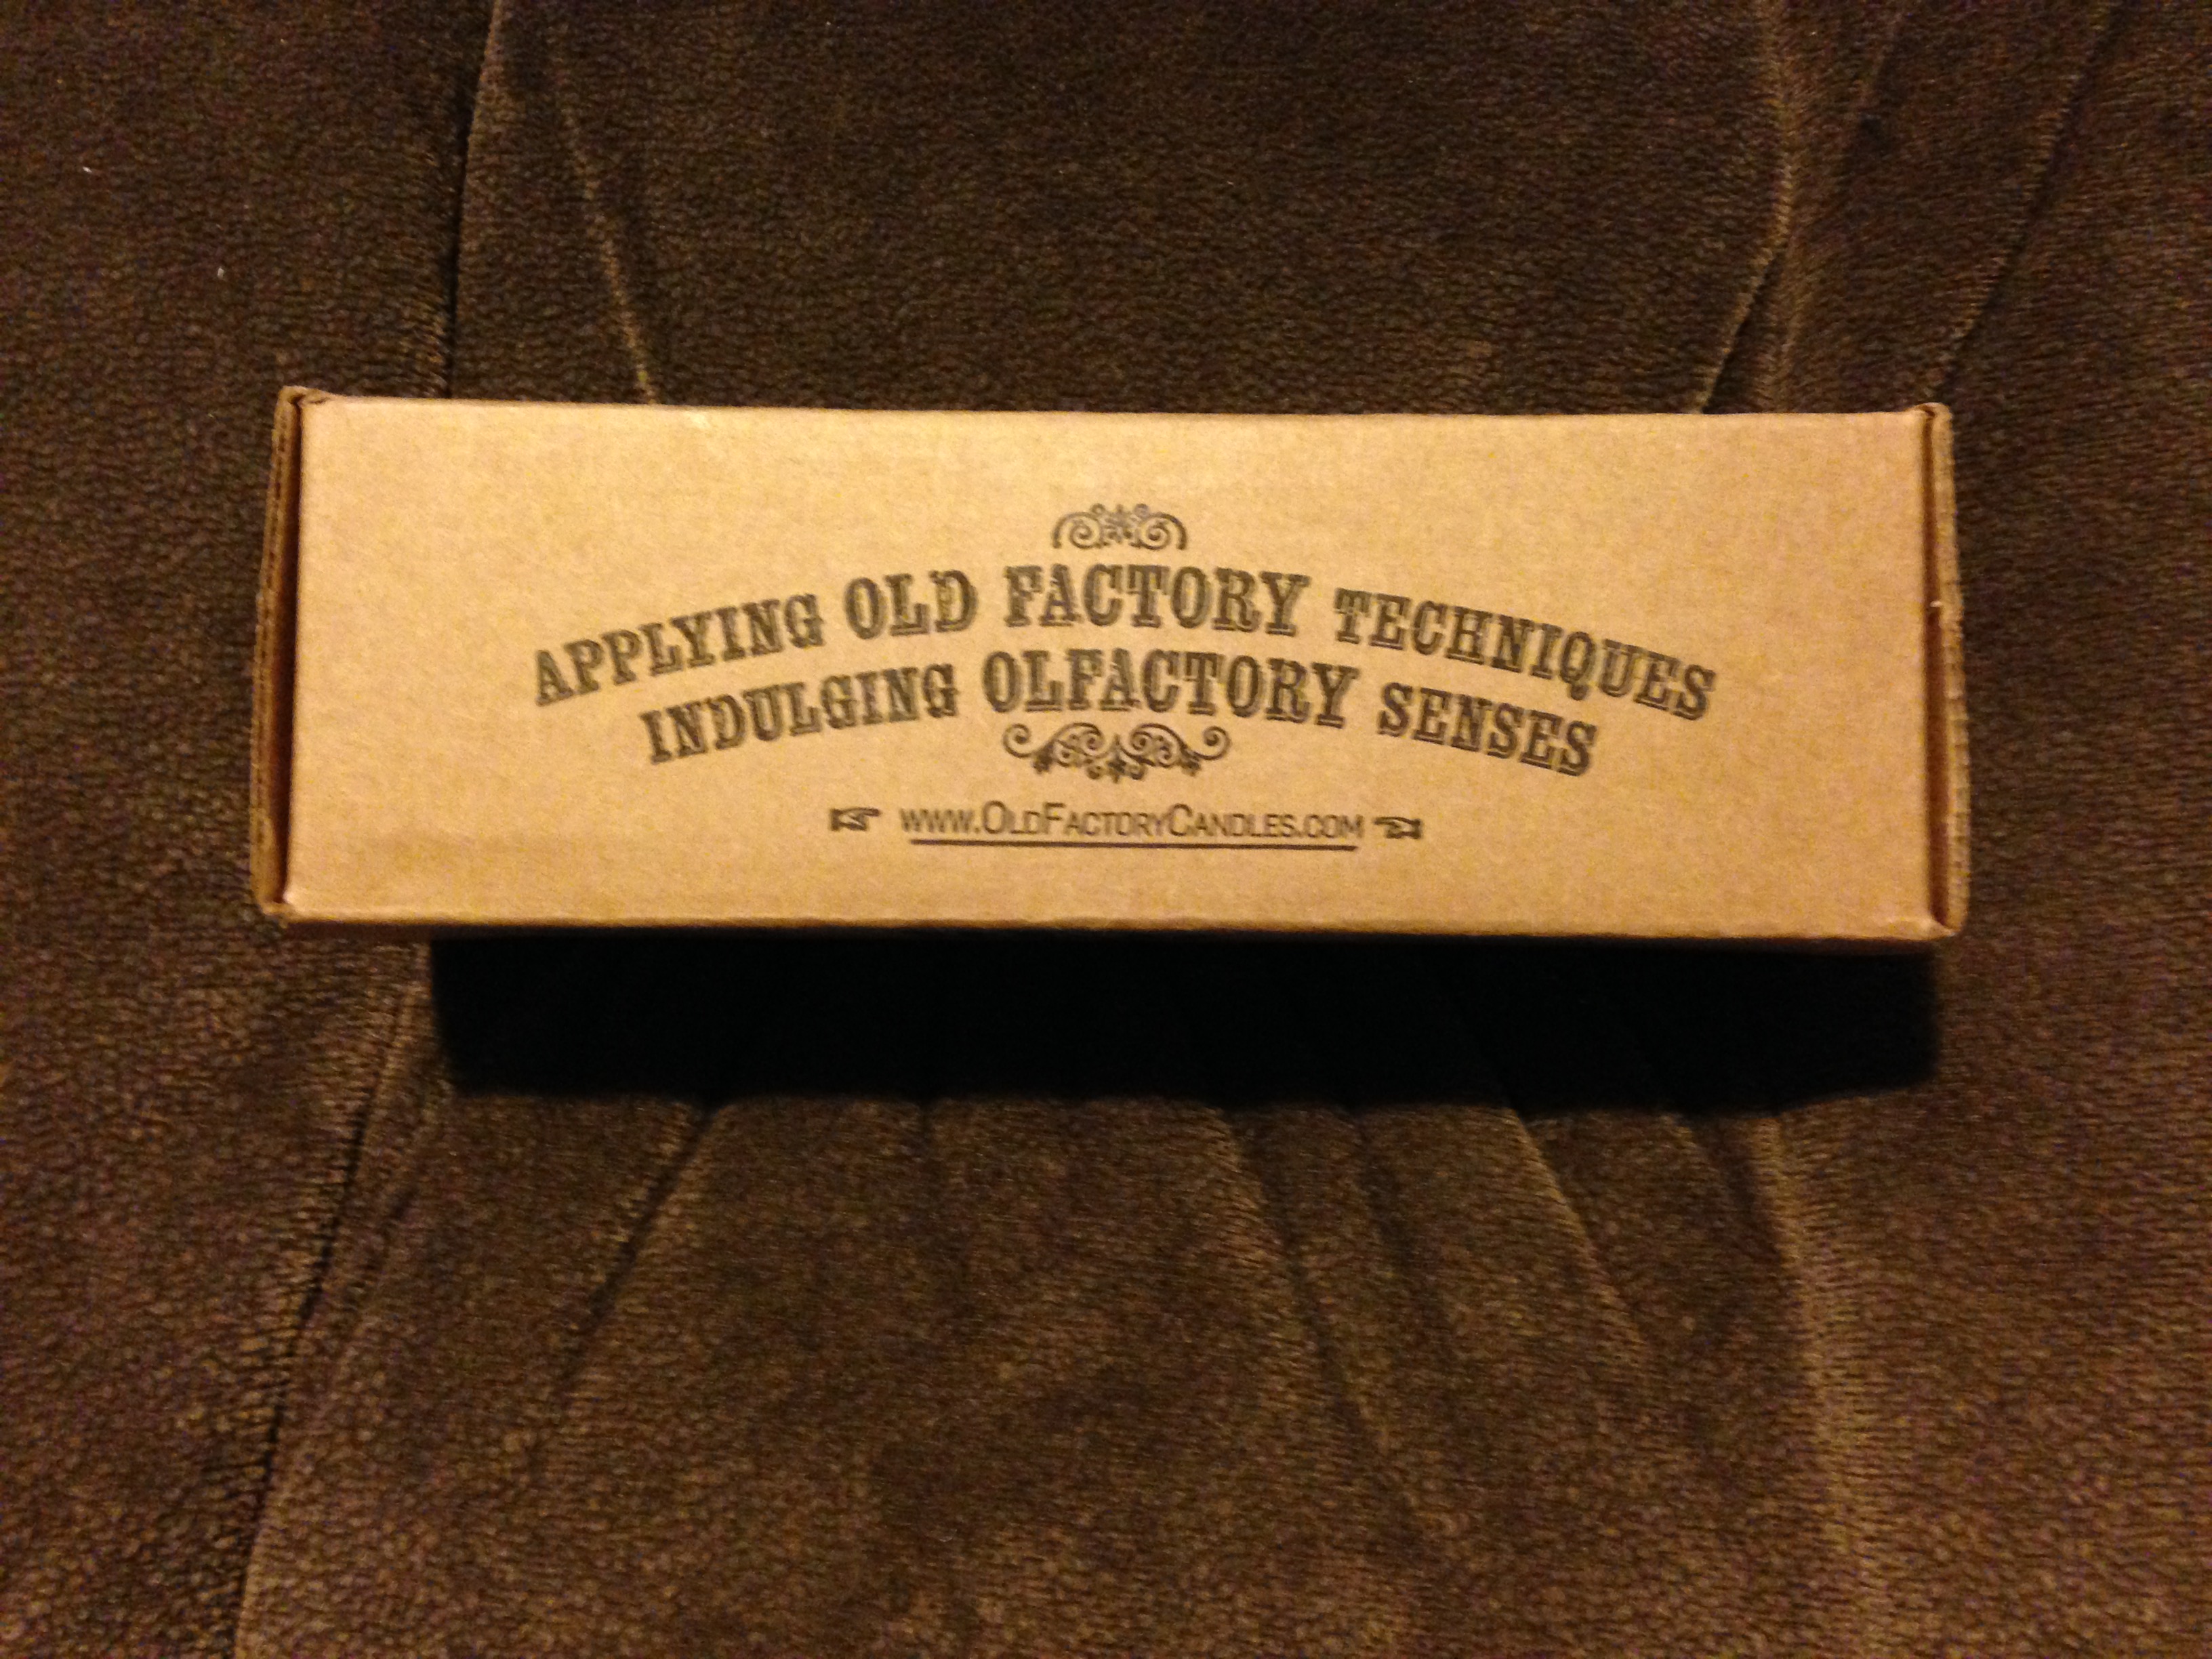 APPLYING OLD FACTORY TECHNIQUES
INDULGING OLFACTORY SENSES
WWW.OLDFACTORYCANDLES.COM